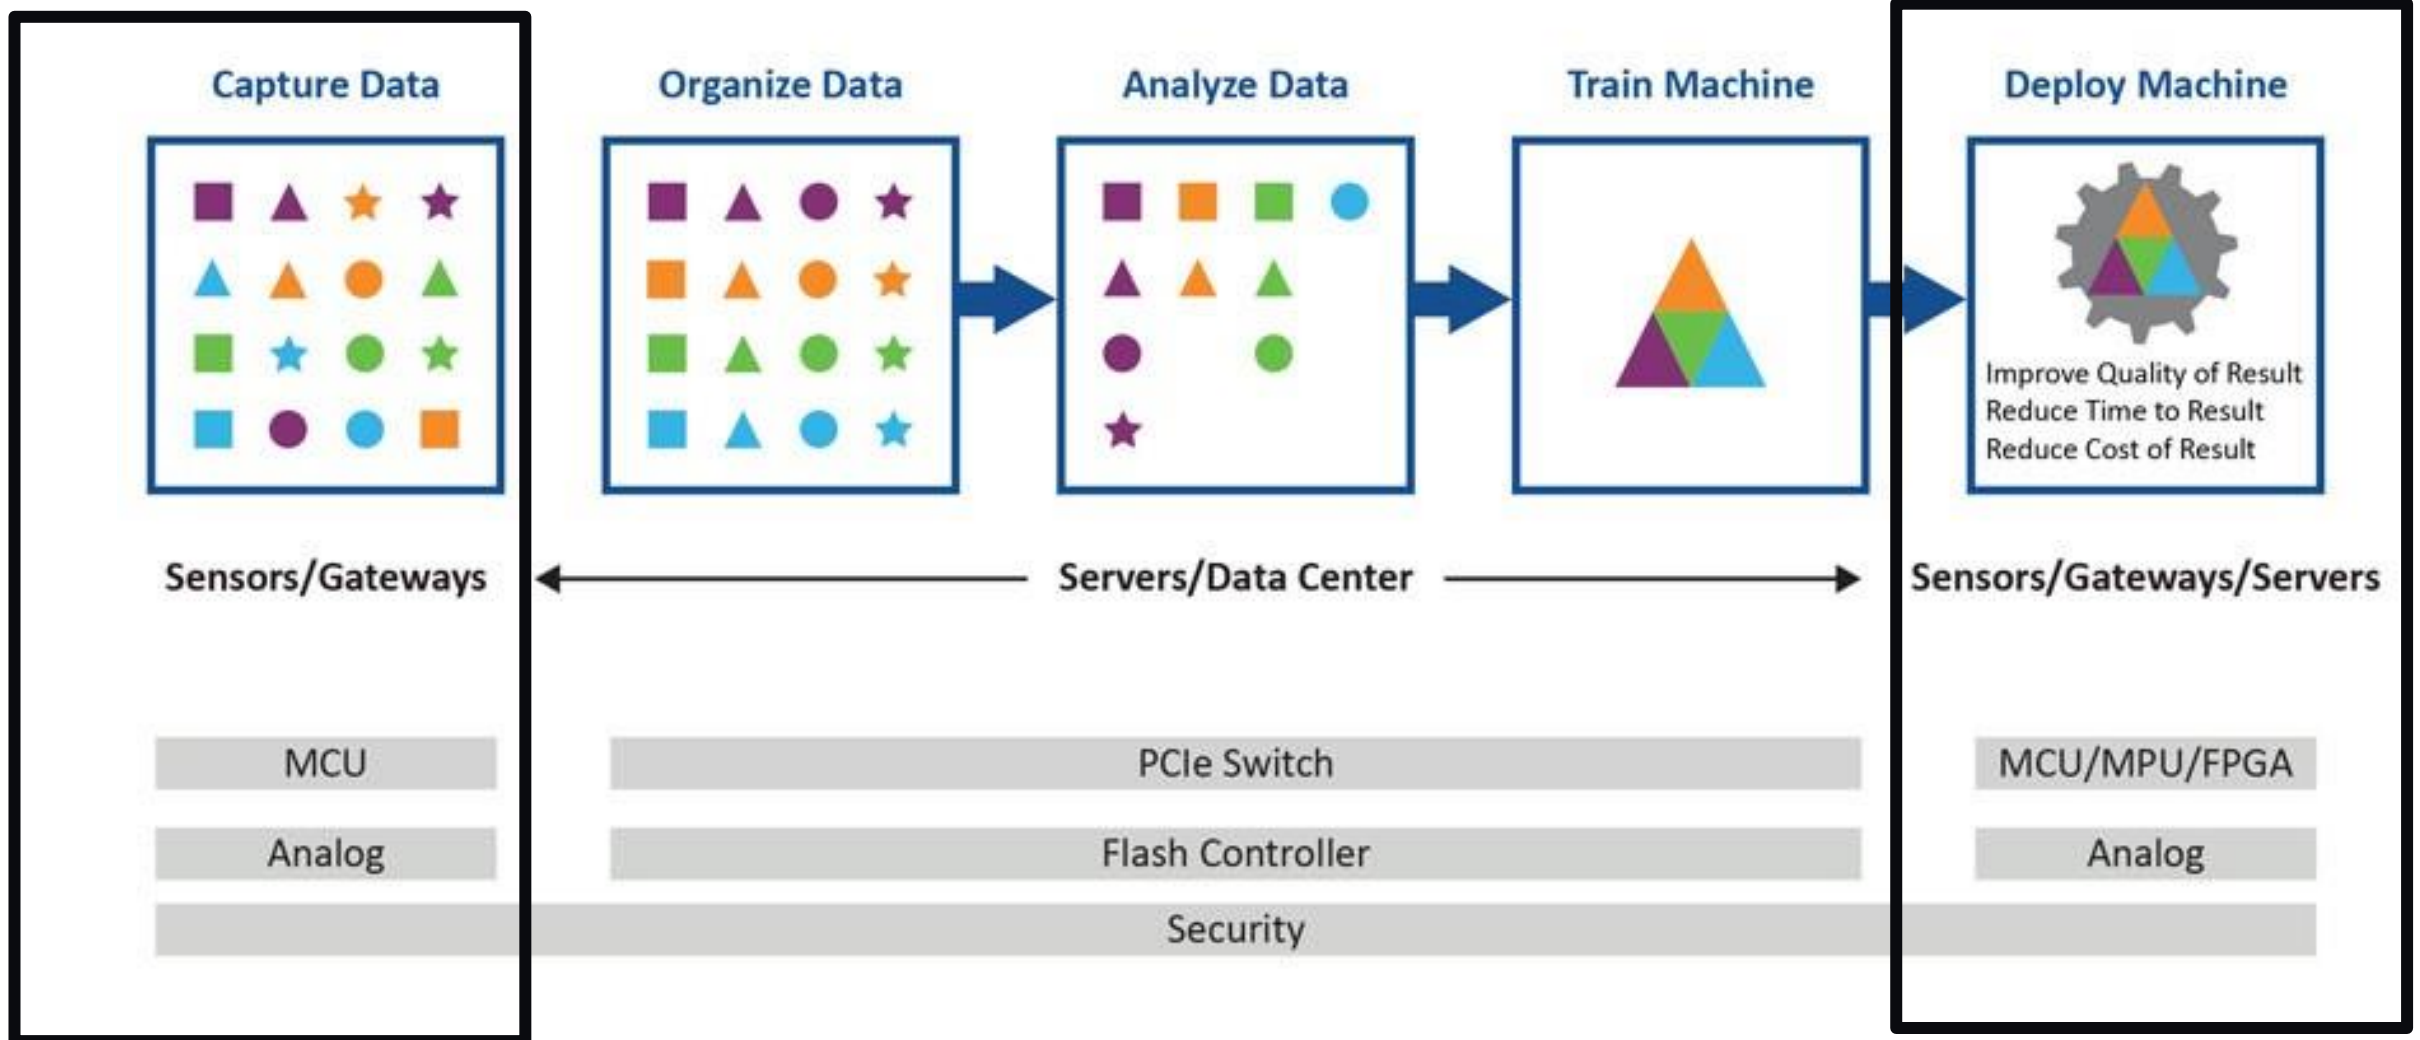 Capture Data
Organize Data
Analyze Data
Train Machine
Deploy Machine
Improve Quality of Result
Reduce Time to Result
Reduce Cost of Result
Sensors/Gateways
Servers/Data Center
Sensors/Gateways/Servers
MCU
PCIe Switch
MCU/MPU/FPGA
Analog
Flash Controller
Analog
Security